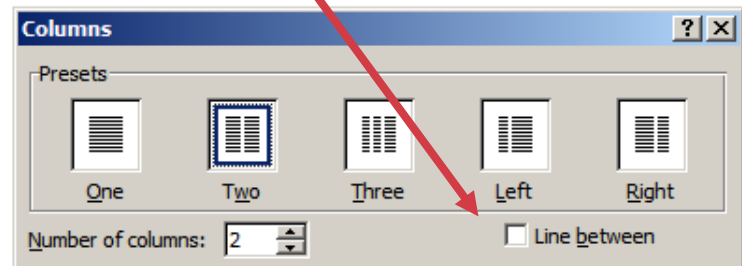 Columns
Presets
One Two Three Left Right
Number of columns: 2 Line between